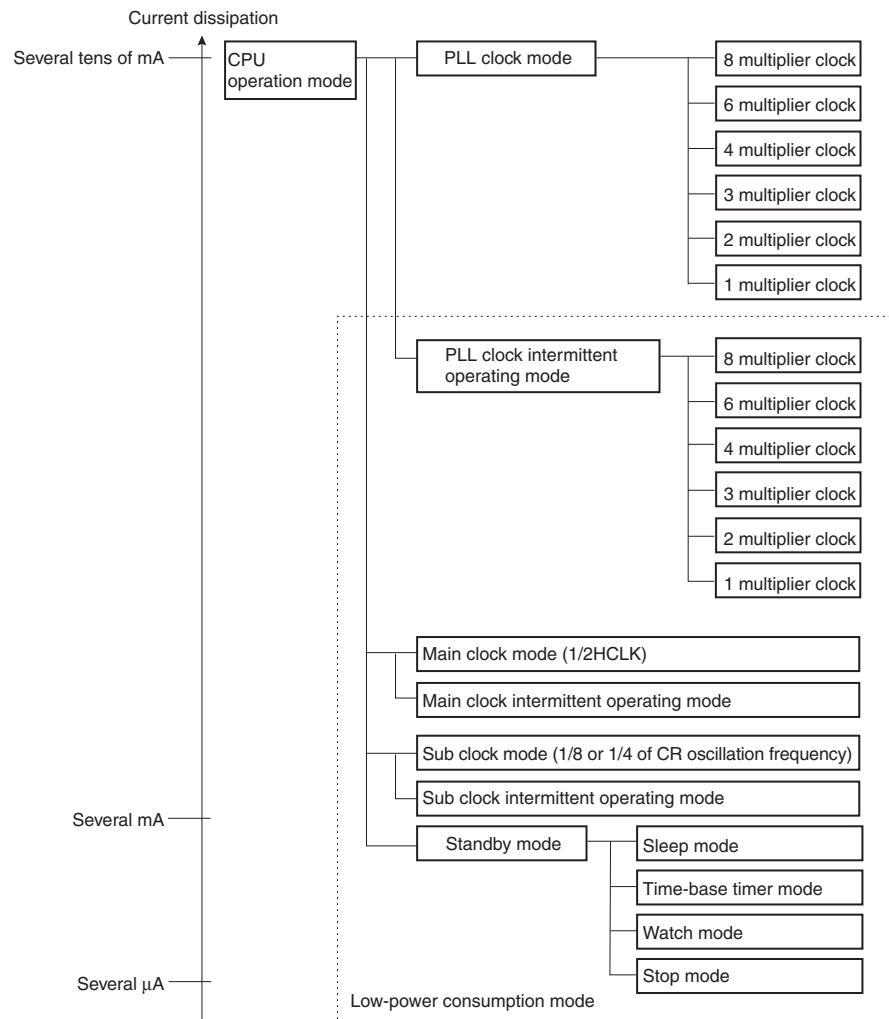 Current dissipation
Several tens of mA
CPU
operation mode
PLL clock mode
8 multiplier clock
6 multiplier clock
4 multiplier clock
3 multiplier clock
2 multiplier clock
1 multiplier clock
PLL clock intermittent
operating mode
8 multiplier clock
6 multiplier clock
4 multiplier clock
3 multiplier clock
2 multiplier clock
1 multiplier clock
Main clock mode (1/2HCLK)
Main clock intermittent operating mode
Sub clock mode (1/8 or 1/4 of CR oscillation frequency)
Sub clock intermittent operating mode
Several mA
Standby mode
Sleep mode
Time-base timer mode
Watch mode
Stop mode
Several μA
Low-power consumption mode